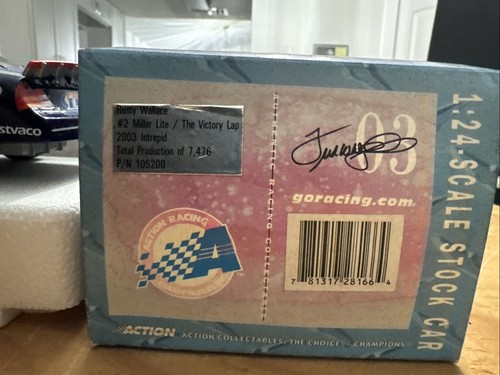 Rusty Wallace
#2 Miller Lite / The Victory Lap
2003 Intrepid
Total Production of 7,476
P/N 105200
03
goracing.com
7 81317 28166 4
ACTION RACING
A
ACTION
ACTION COLLECTABLES, THE CHOICE OF CHAMPIONS
1:24-SCALE STOCK CAR
stvaco